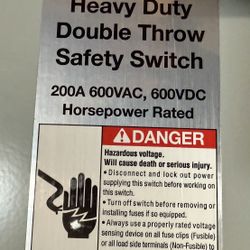 Heavy Duty
Double Throw
Safety Switch
200A 600VAC, 600VDC
Horsepower Rated
DANGER
Hazardous voltage.
Will cause death or serious injury.
• Disconnect and lock out power
supplying this switch before working on
this switch.
• Turn off switch before removing or
installing fuses if so equipped.
• Always use a properly rated voltage
sensing device on all fuse clips (Fusible)
or all load side terminals (Non-Fusible) to